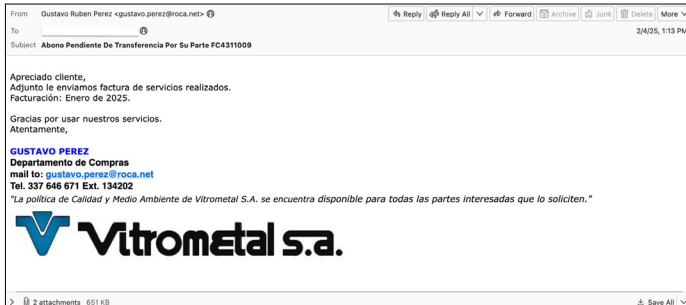 From Gustavo Ruben Perez <gustavo.perez@roca.net>
Reply Reply All Forward Archive Junk Delete More
To
2/4/25, 1:13 PM
Subject Abono Pendiente De Transferencia Por Su Parte FC4311009
Apreciado cliente,
Adjunto le enviamos factura de servicios realizados.
Facturación: Enero de 2025.
Gracias por usar nuestros servicios.
Atentamente,
GUSTAVO PEREZ
Departamento de Compras
mail to: gustavo.perez@roca.net
Tel. 337 646 671 Ext. 134202
"La política de Calidad y Medio Ambiente de Vitrometal S.A. se encuentra disponible para todas las partes interesadas que lo soliciten."
Vitrometal s.a.
2 attachments 651 KB
Save All